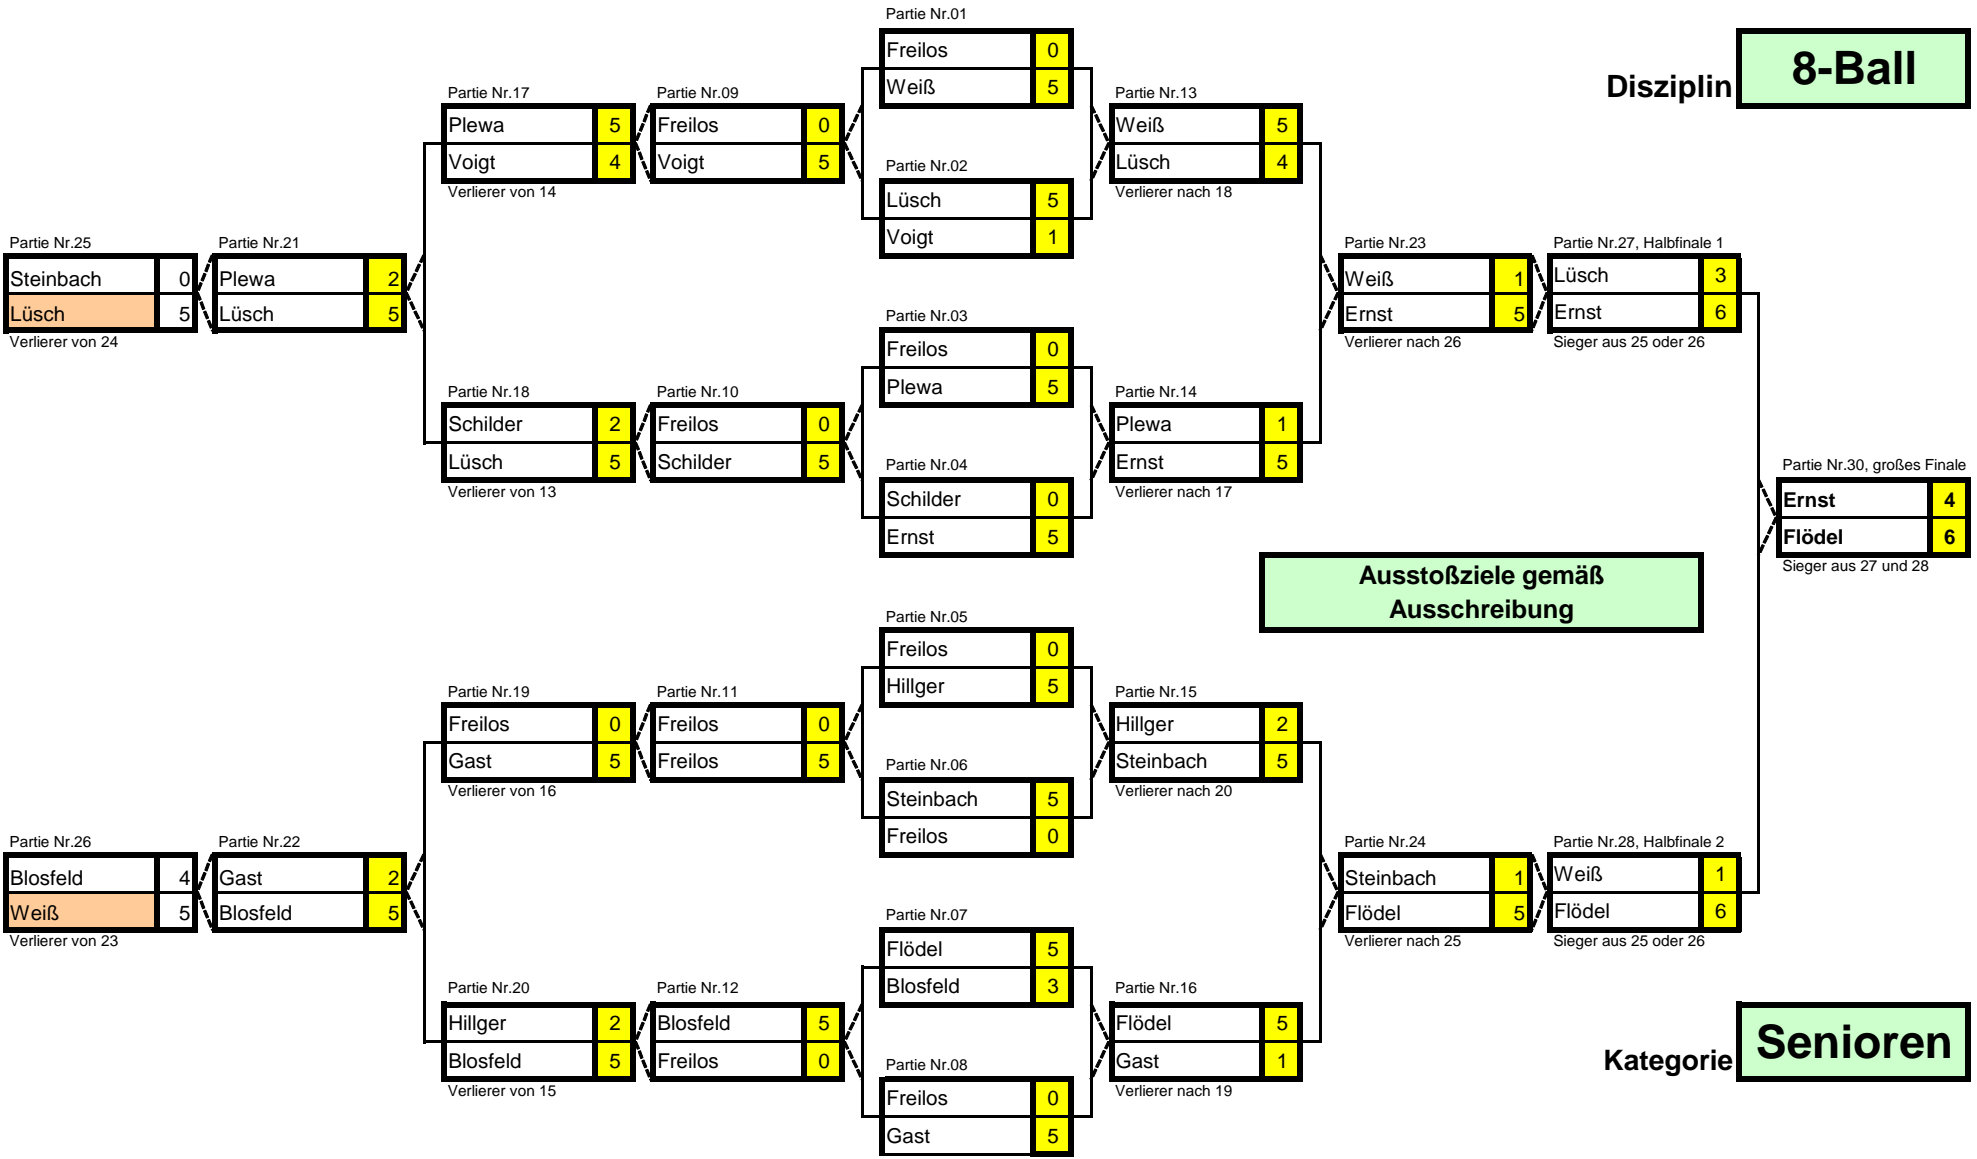 Partie Nr.01
Freilos 0
Weiß 5
Disziplin
8-Ball
Partie Nr.17
Plewa 5
Voigt 4
Verlierer von 14
Partie Nr.09
Freilos 0
Voigt 5
Partie Nr.02
Lüsch 5
Voigt 1
Partie Nr.13
Weiß 5
Lüsch 4
Verlierer nach 18
Partie Nr.25
Steinbach 0
Lüsch 5
Verlierer von 24
Partie Nr.21
Plewa 2
Lüsch 5
Partie Nr.03
Freilos 0
Plewa 5
Partie Nr.23
Weiß 1
Ernst 5
Verlierer nach 26
Partie Nr.27, Halbfinale 1
Lüsch 3
Ernst 6
Sieger aus 25 oder 26
Partie Nr.18
Schilder 2
Lüsch 5
Verlierer von 13
Partie Nr.10
Freilos 0
Schilder 5
Partie Nr.04
Schilder 0
Ernst 5
Partie Nr.14
Plewa 1
Ernst 5
Verlierer nach 17
Partie Nr.30, großes Finale
Ernst 4
Flödel 6
Sieger aus 27 und 28
Ausstoßziele gemäß
Ausschreibung
Partie Nr.05
Freilos 0
Hillger 5
Partie Nr.19
Freilos 0
Gast 5
Verlierer von 16
Partie Nr.11
Freilos 0
Freilos 5
Partie Nr.06
Steinbach 5
Freilos 0
Partie Nr.15
Hillger 2
Steinbach 5
Verlierer nach 20
Partie Nr.26
Blosfeld 4
Weiß 5
Verlierer von 23
Partie Nr.22
Gast 2
Blosfeld 5
Partie Nr.07
Flödel 5
Blosfeld 3
Partie Nr.24
Steinbach 1
Flödel 5
Verlierer nach 25
Partie Nr.28, Halbfinale 2
Weiß 1
Flödel 6
Sieger aus 25 oder 26
Partie Nr.20
Hillger 2
Blosfeld 5
Verlierer von 15
Partie Nr.12
Blosfeld 5
Freilos 0
Partie Nr.08
Freilos 0
Gast 5
Partie Nr.16
Flödel 5
Gast 1
Verlierer nach 19
Kategorie
Senioren